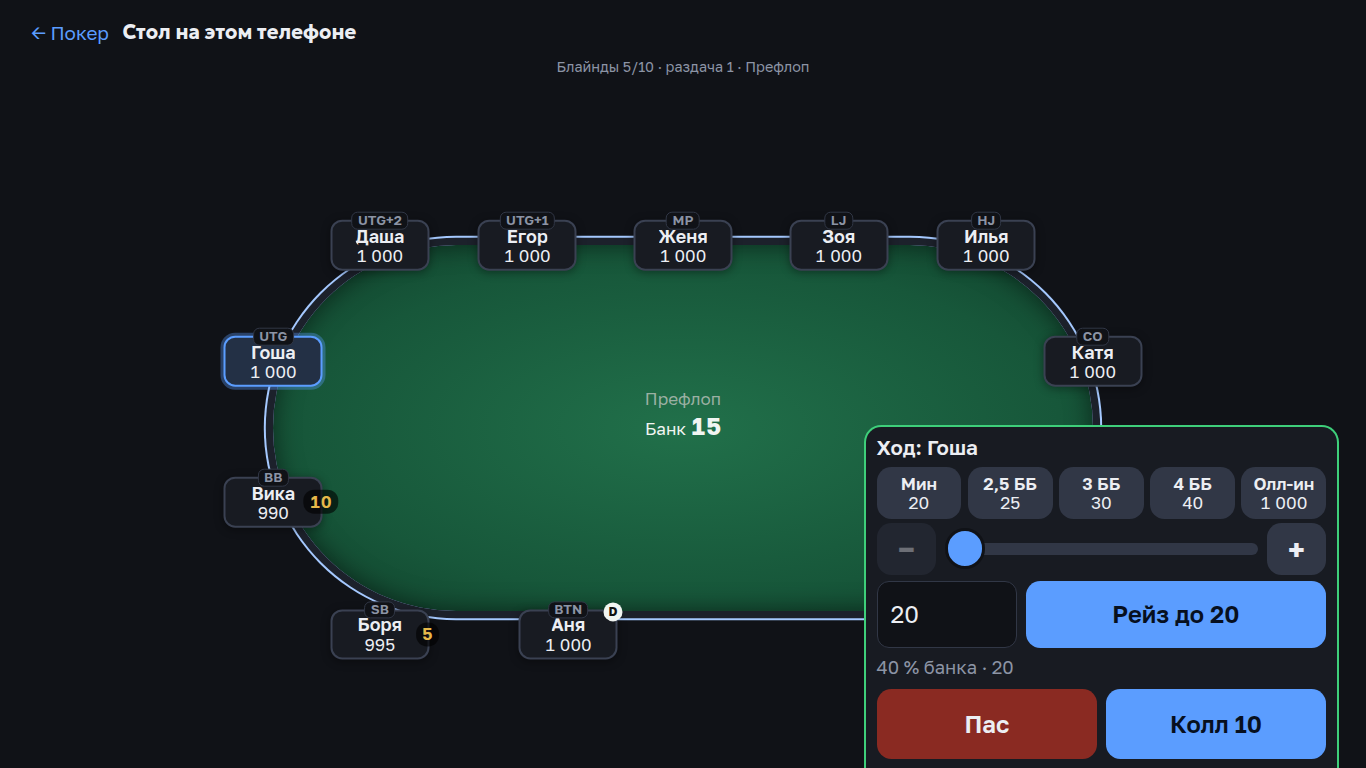 ← Покер Стол на этом телефоне
Блайнды 5/10 · раздача 1 · Префлоп
UTG+2
Даша
1 000
UTG+1
Егор
1 000
MP
Женя
1 000
LJ
Зоя
1 000
HJ
Илья
1 000
UTG
Гоша
1 000
CO
Катя
1 000
Префлоп
Банк 15
BB
Вика
990
10
SB
Боря
995
5
BTN
Аня
1 000
D
Ход: Гоша
Мин
20
2,5 ББ
25
3 ББ
30
4 ББ
40
Олл-ин
1 000
−
+
20
Рейз до 20
40 % банка · 20
Пас
Колл 10